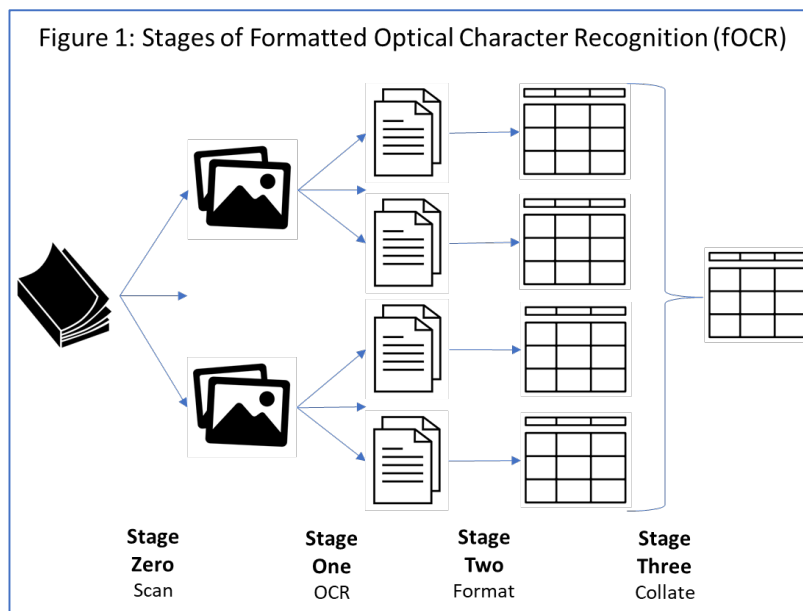 Figure 1: Stages of Formatted Optical Character Recognition (fOCR)
Stage
Zero
Scan
Stage
One
OCR
Stage
Two
Format
Stage
Three
Collate